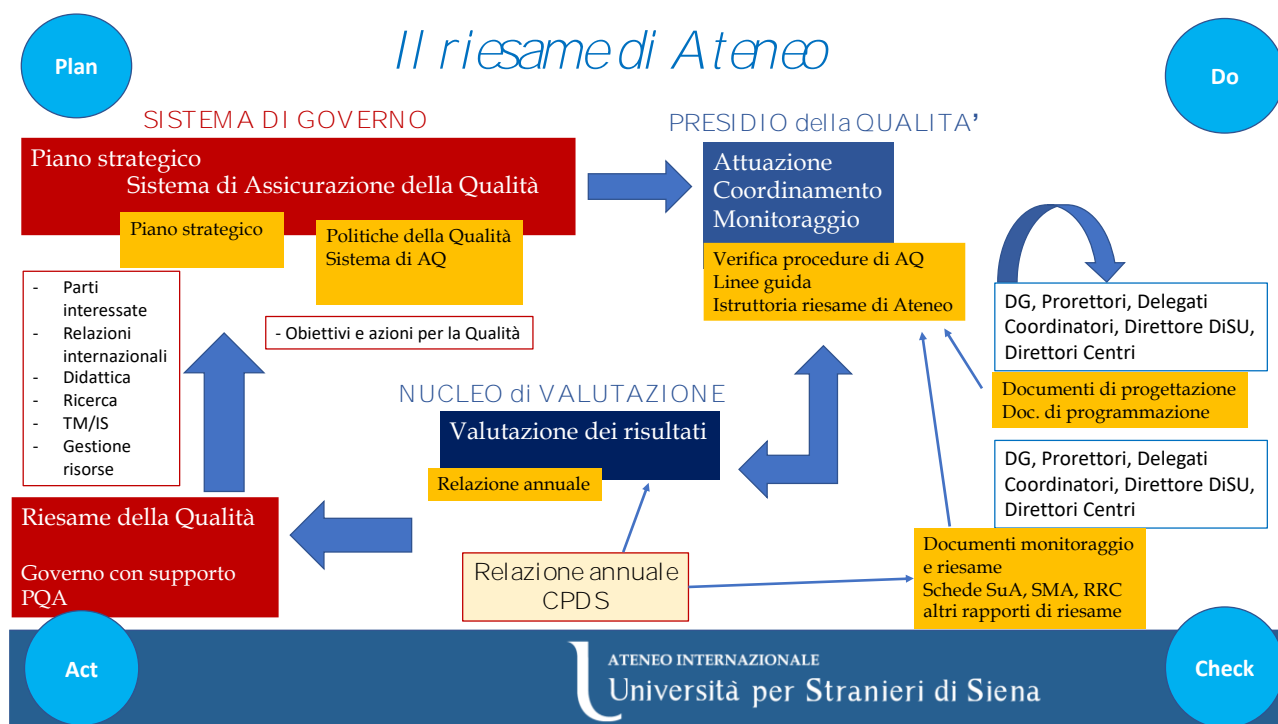 Plan
Il riesame di Ateneo
Do
SISTEMA DI GOVERNO
Piano strategico
Sistema di Assicurazione della Qualità
Piano strategico
Politiche della Qualità
Sistema di AQ
PRESIDIO della QUALITA'
Attuazione
Coordinamento
Monitoraggio
Verifica procedure di AQ
Linee guida
Istruttoria riesame di Ateneo
- Parti
interessate
- Relazioni
internazionali
- Didattica
- Ricerca
- TM/IS
- Gestione
risorse
- Obiettivi e azioni per la Qualità
DG, Prorettori, Delegati
Coordinatori, Direttore DiSU,
Direttori Centri
Documenti di progettazione
Doc. di programmazione
NUCLEO di VALUTAZIONE
Valutazione dei risultati
Relazione annuale
DG, Prorettori, Delegati
Coordinatori, Direttore DiSU,
Direttori Centri
Documenti monitoraggio
e riesame
Schede SuA, SMA, RRC
altri rapporti di riesame
Riesame della Qualità
Governo con supporto
PQA
Relazione annuale
CPDS
Act
ATENEO INTERNAZIONALE
Università per Stranieri di Siena
Check